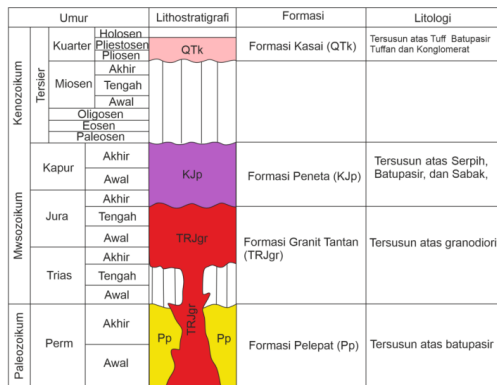 Umur
Lithostratigrafi
Formasi
Litologi
Kenozoikum
Kuarter
Holosen
Pliestosen
Pliosen
QTk
Formasi Kasai (QTk)
Tersusun atas Tuff Batupasir
Tuffan dan Konglomerat
Tersier
Miosen
Akhir
Tengah
Awal
Oligosen
Eosen
Paleosen
Mwsozoikum
Kapur
Akhir
Awal
KJp
Formasi Peneta (KJp)
Tersusun atas Serpih,
Batupasir, dan Sabak,
Jura
Akhir
Tengah
Awal
TRJgr
Formasi Granit Tantan
(TRJgr)
Tersusun atas granodiori
Trias
Akhir
Tengah
Awal
TRJgr
Paleozoikum
Perm
Akhir
Awal
Pp
Pp
Formasi Pelepat (Pp)
Tersusun atas batupasir